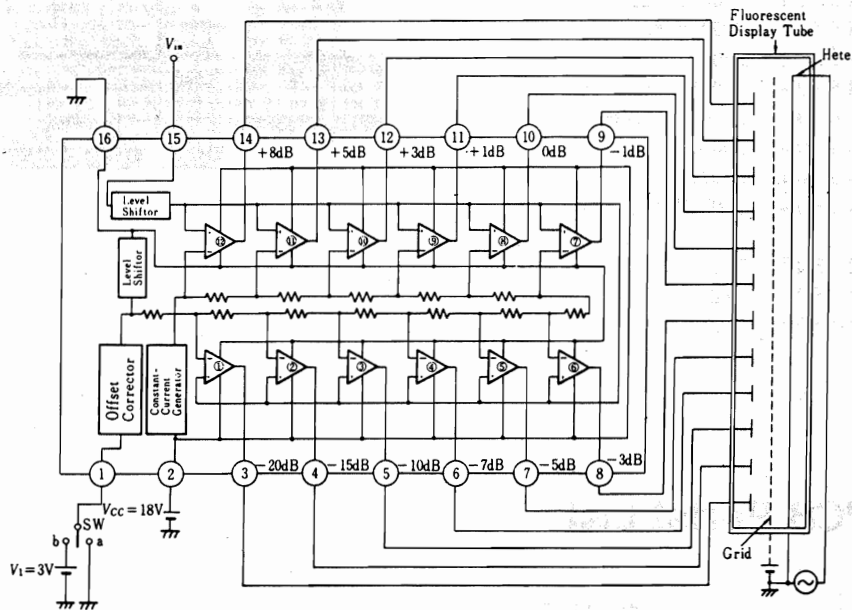 Fluorescent
Display Tube
Hete
Vin
16
15
14
13
12
11
10
9
+8dB
+5dB
+3dB
+1dB
0dB
-1dB
Level
Shiftor
⑫
⑪
⑩
⑨
⑧
⑦
Level
Shiftor
Offset
Corrector
Constant-
Current
Generator
①
②
③
④
⑤
⑥
1
2
3
4
5
6
7
8
-20dB
-15dB
-10dB
-7dB
-5dB
-3dB
VCC=18V
SW
b
a
V1=3V
Grid